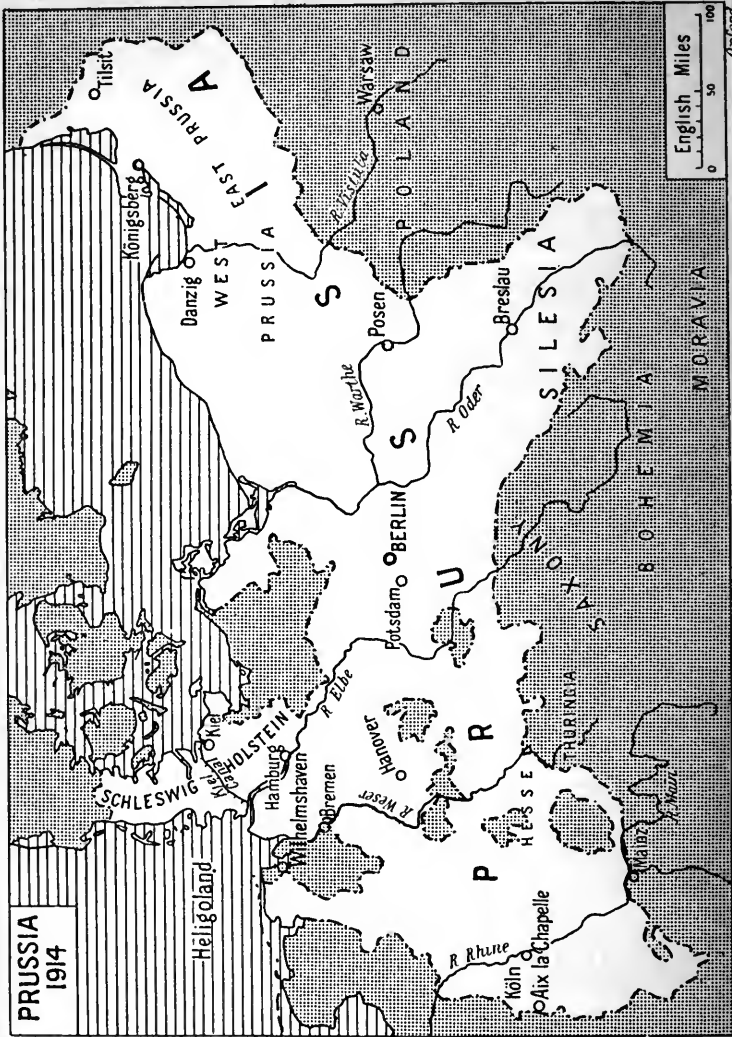 PRUSSIA
1914
Heligoland
SCHLESWIG
HOLSTEIN
Kiel
Canal
Kiel
Hamburg
Wilhelmshaven
Bremen
R Elbe
R Weser
Hanover
Potsdam
BERLIN
Tilsit
Königsberg
EAST PRUSSIA
Danzig
WEST
PRUSSIA
R.Vistula
Warsaw
POLAND
Posen
R.Warthe
R Oder
Breslau
SILESIA
PRUSSIA
SAXONY
BOHEMIA
MORAVIA
THURINGIA
HESSE
R Rhine
Köln
Aix la Chapelle
Mainz
R.Main
English Miles
0 50 100